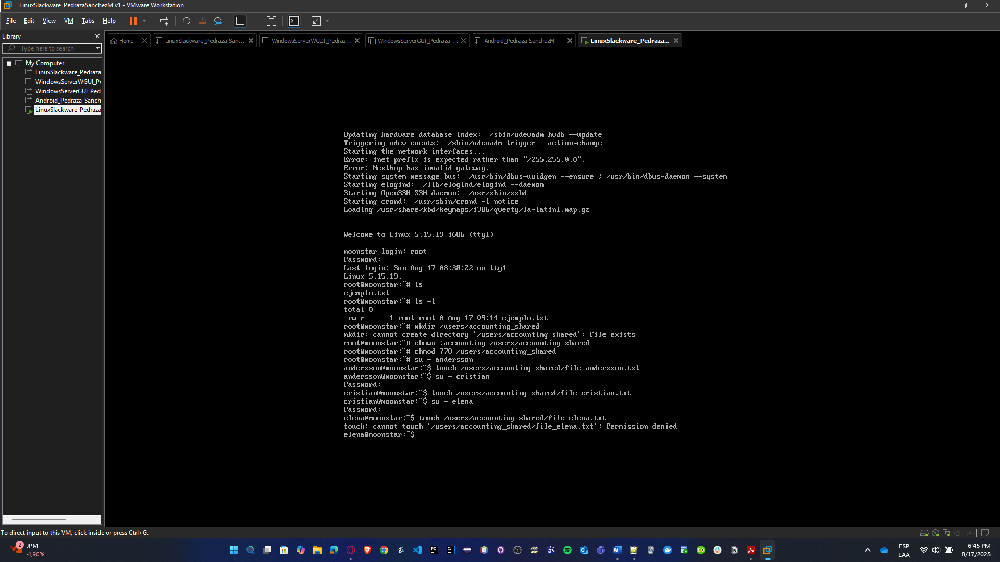 LinuxSlackware_PedrazaSanchezM v1 - VMware Workstation
File Edit View VM Tabs Help
Library
Type here to search
My Computer
LinuxSlackware_Pedraza
WindowsServerWGUI_Pe
WindowsServerGUI_Ped
Android_Pedraza-Sanch
LinuxSlackware_Pedraza
Home
LinuxSlackware_Pedraza-San...
WindowsServerWGUI_Pedraz...
WindowsServerGUI_Pedraza-...
Android_Pedraza-SanchezM
LinuxSlackware_Pedraza...
Updating hardware database index:  /sbin/udevadm hwdb --update
Triggering udev events:  /sbin/udevadm trigger --action=change
Starting the network interfaces...
Error: inet prefix is expected rather than "/255.255.0.0".
Error: Nexthop has invalid gateway.
Starting system message bus:  /usr/bin/dbus-uuidgen --ensure ; /usr/bin/dbus-daemon --system
Starting elogind:  /lib/elogind/elogind --daemon
Starting OpenSSH SSH daemon:  /usr/sbin/sshd
Starting crond:  /usr/sbin/crond -l notice
Loading /usr/share/kbd/keymaps/i386/qwerty/la-latin1.map.gz
Welcome to Linux 5.15.19 i686 (tty1)
moonstar login: root
Password:
Last login: Sun Aug 17 08:38:22 on tty1
Linux 5.15.19.
root@moonstar:~# ls
ejemplo.txt
root@moonstar:~# ls -l
total 0
-rw-r----- 1 root root 0 Aug 17 09:14 ejemplo.txt
root@moonstar:~# mkdir /users/accounting_shared
mkdir: cannot create directory '/users/accounting_shared': File exists
root@moonstar:~# chown :accounting /users/accounting_shared
root@moonstar:~# chmod 770 /users/accounting_shared
root@moonstar:~# su - andersson
andersson@moonstar:~$ touch /users/accounting_shared/file_andersson.txt
andersson@moonstar:~$ su - cristian
Password:
cristian@moonstar:~$ touch /users/accounting_shared/file_cristian.txt
cristian@moonstar:~$ su - elena
Password:
elena@moonstar:~$ touch /users/accounting_shared/file_elena.txt
touch: cannot touch '/users/accounting_shared/file_elena.txt': Permission denied
elena@moonstar:~$
To direct input to this VM, click inside or press Ctrl+G.
2
JPM
-1,90%
ESP
LAA
6:45 PM
8/17/2025